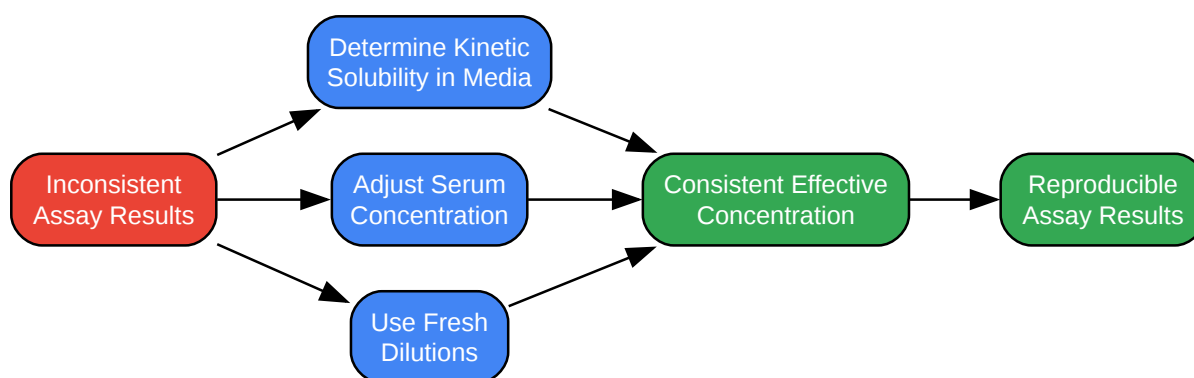 Determine Kinetic
Solubility in Media
Inconsistent
Assay Results
Adjust Serum
Concentration
Consistent Effective
Concentration
Reproducible
Assay Results
Use Fresh
Dilutions